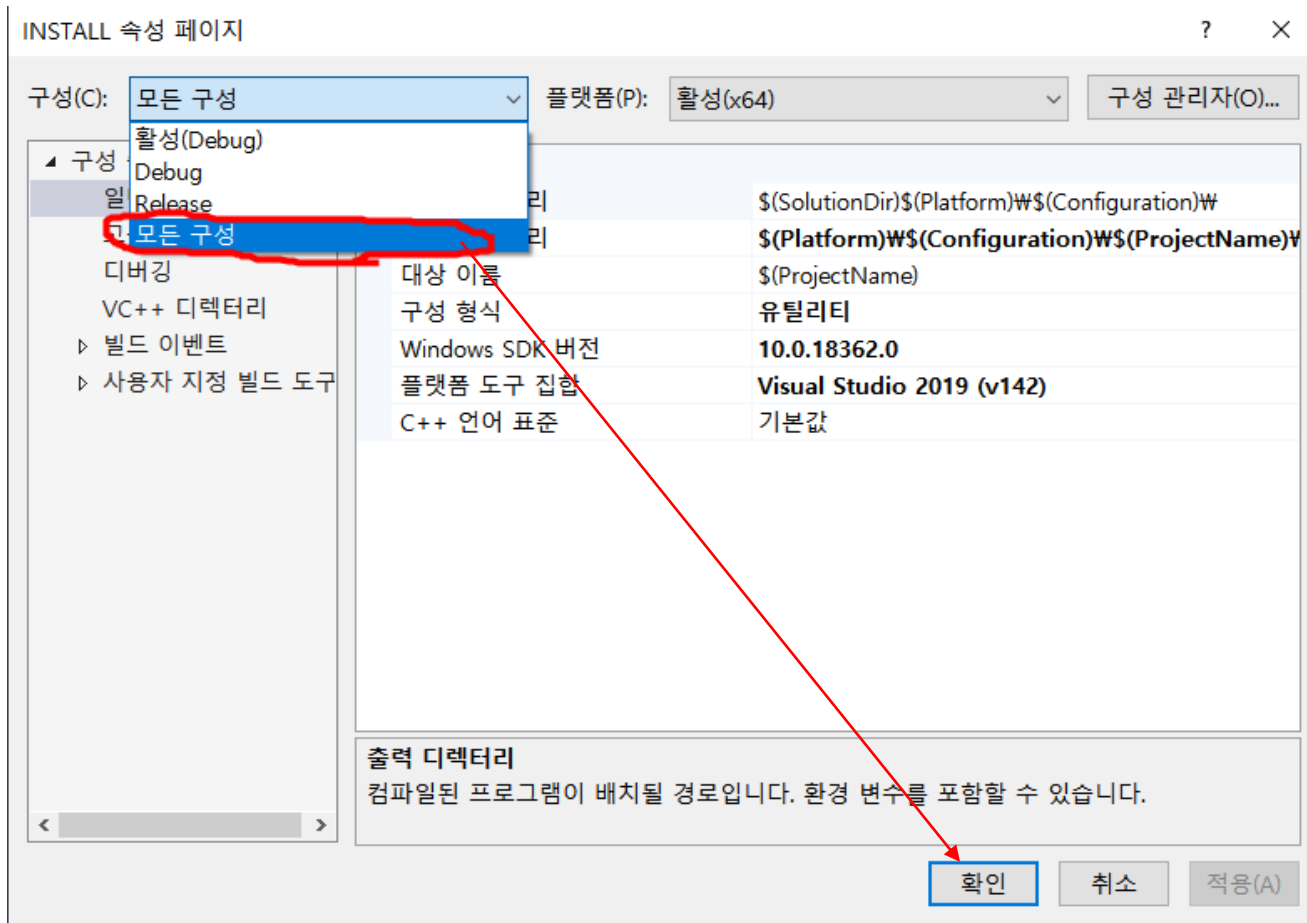 INSTALL 속성 페이지
?
구성(C): 모든 구성 플랫폼(P): 활성(x64) 구성 관리자(O)...
활성(Debug)
Debug
Release
모든 구성
구성
리 $(SolutionDir)$(Platform)₩$(Configuration)₩
리 $(Platform)₩$(Configuration)₩$(ProjectName)₩
디버깅 대상 이름 $(ProjectName)
VC++ 디렉터리 구성 형식 유틸리티
빌드 이벤트 Windows SDK 버전 10.0.18362.0
사용자 지정 빌드 도구 플랫폼 도구 집합 Visual Studio 2019 (v142)
C++ 언어 표준 기본값
출력 디렉터리
컴파일된 프로그램이 배치될 경로입니다. 환경 변수를 포함할 수 있습니다.
확인 취소 적용(A)